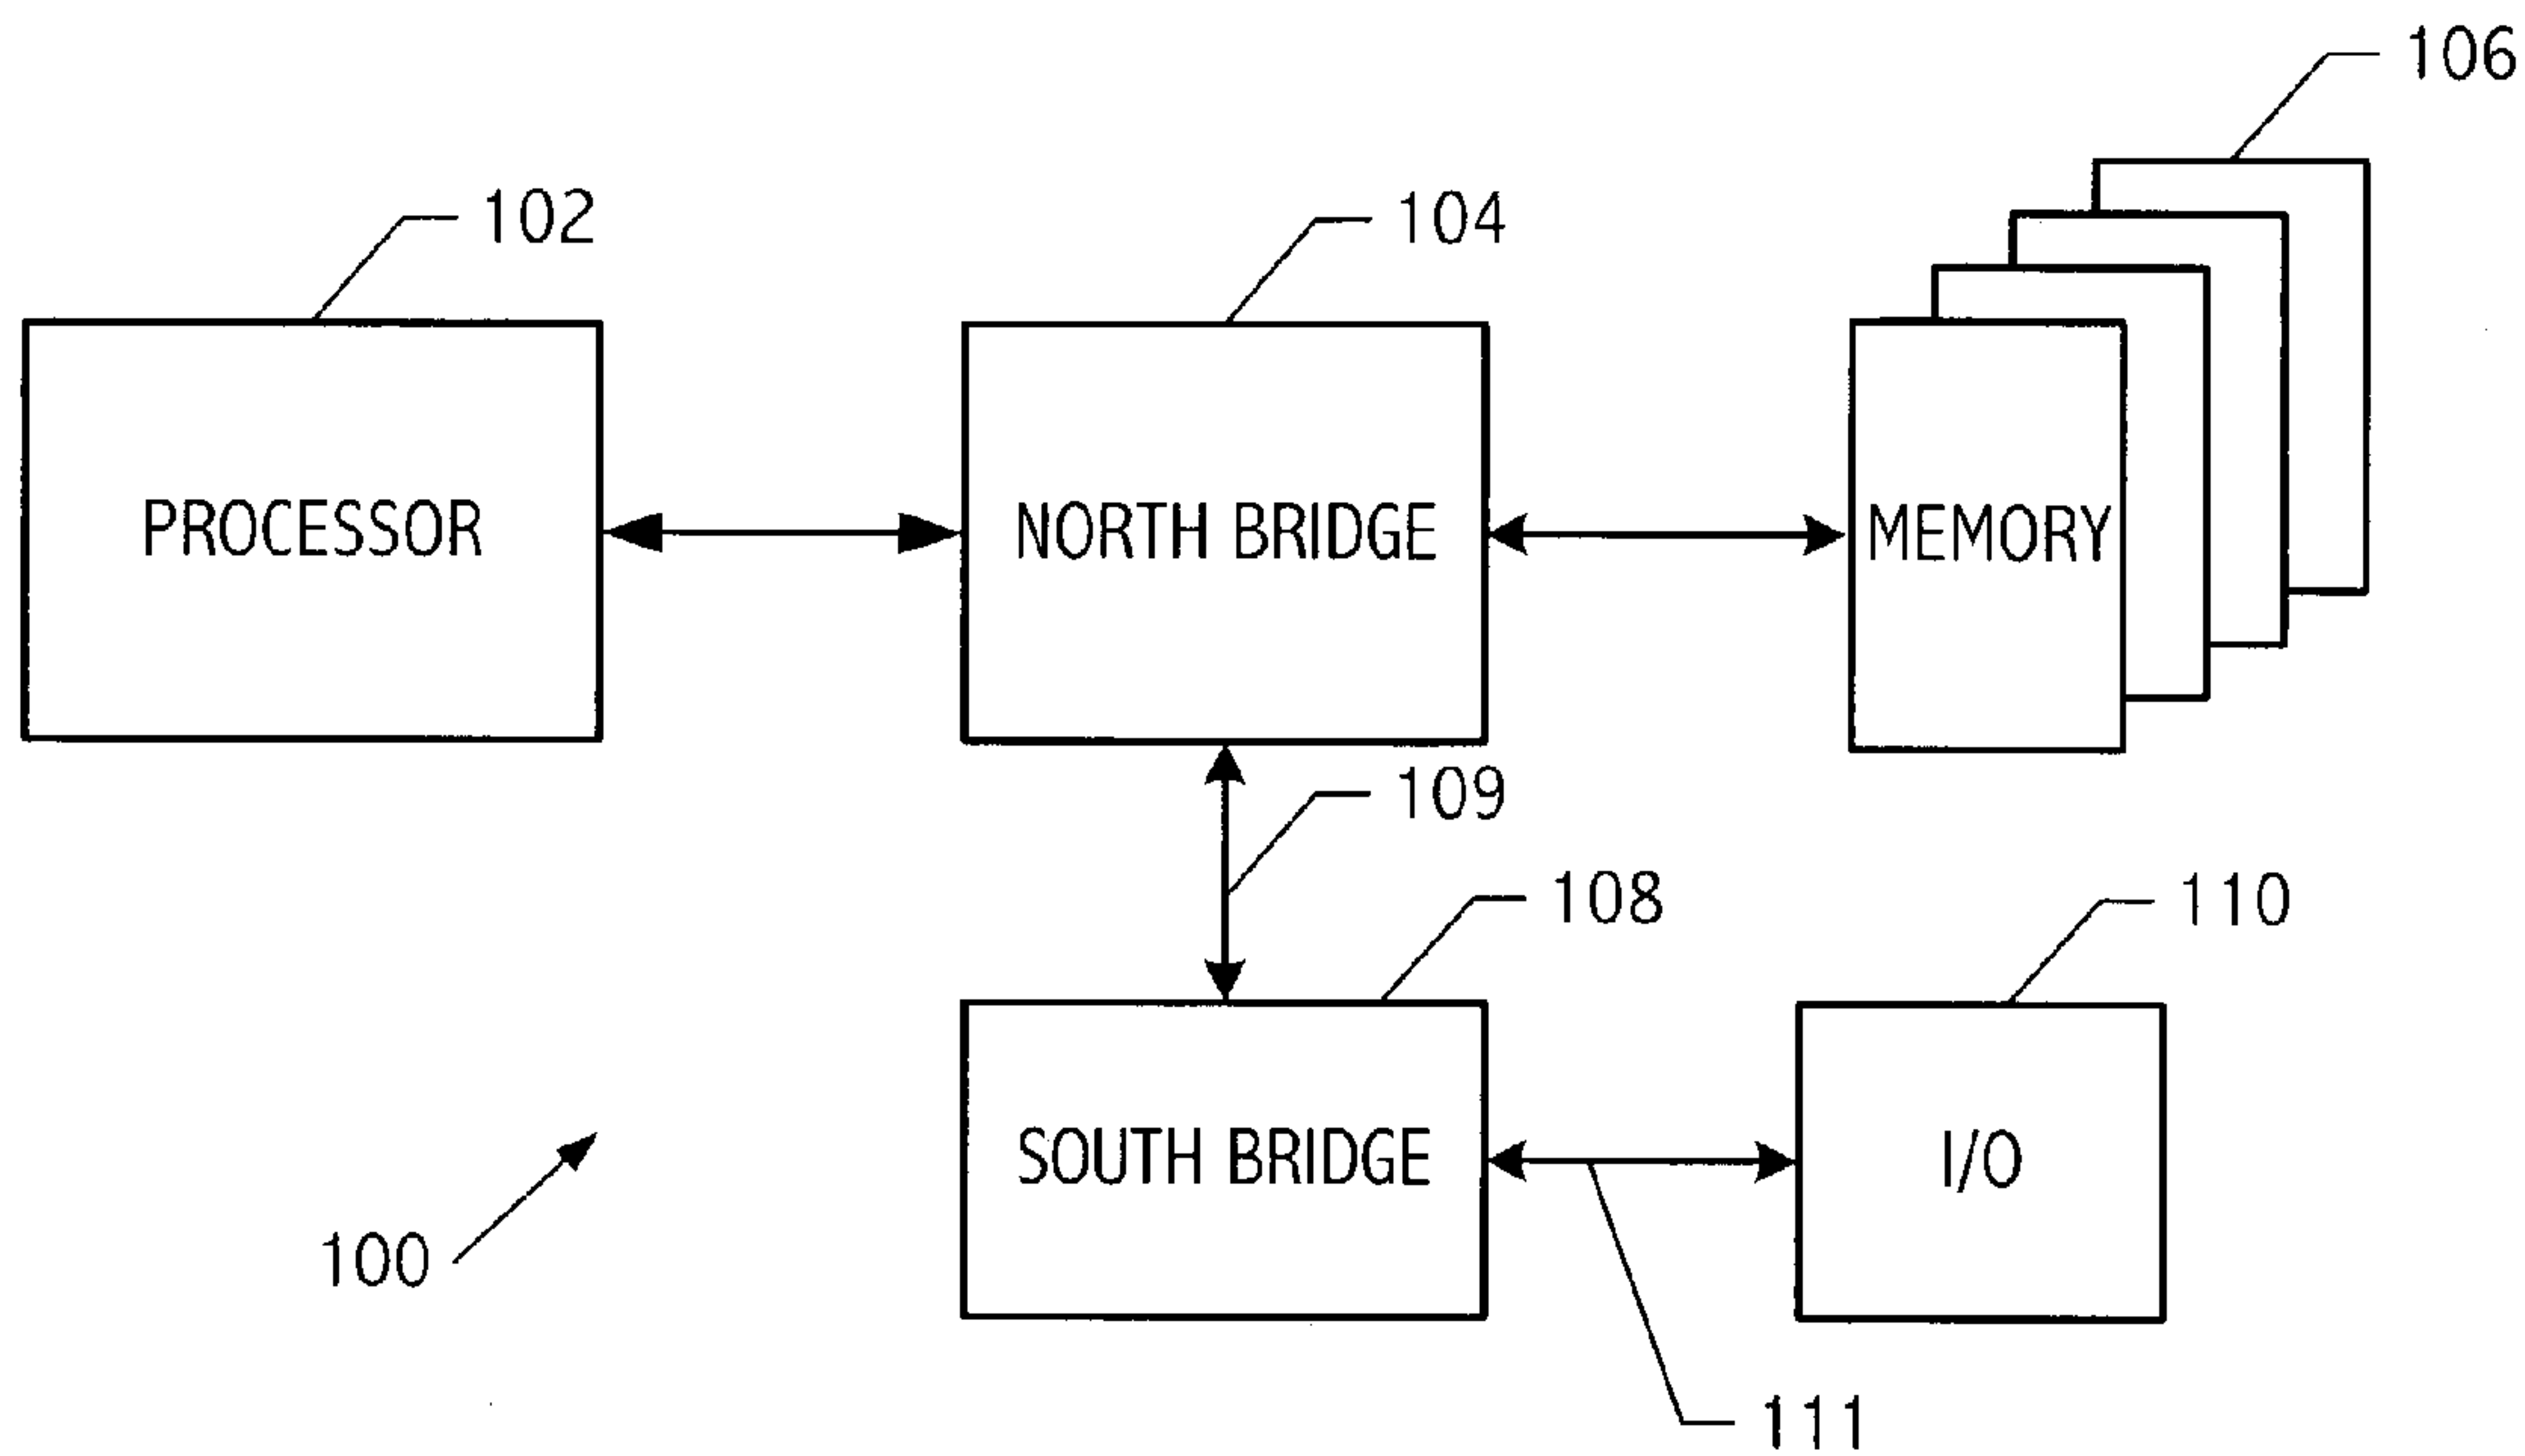 106
102
104
PROCESSOR
NORTH BRIDGE
MEMORY
109
108
110
SOUTH BRIDGE
I/O
100
111